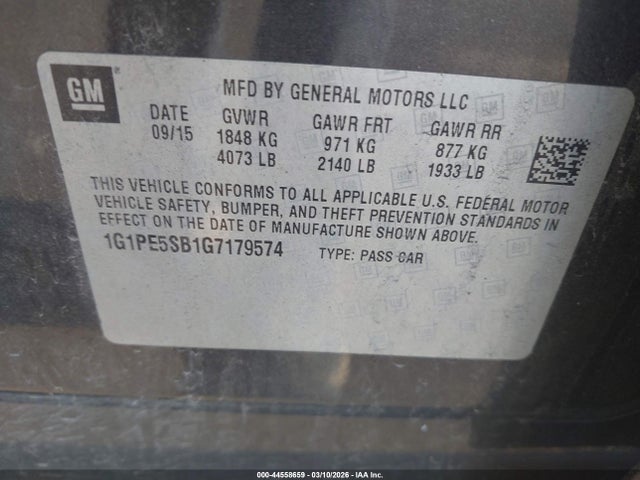 GM
MFD BY GENERAL MOTORS LLC
DATE GVWR GAWR FRT GAWR RR
09/15 1848 KG 971 KG 877 KG
4073 LB 2140 LB 1933 LB
THIS VEHICLE CONFORMS TO ALL APPLICABLE U.S. FEDERAL MOTOR
VEHICLE SAFETY, BUMPER, AND THEFT PREVENTION STANDARDS IN
EFFECT ON THE DATE OF MANUFACTURE SHOWN ABOVE.
1G1PE5SB1G7179574 TYPE: PASS CAR
000-44558659 | 03/10/2026 | IAA Inc.